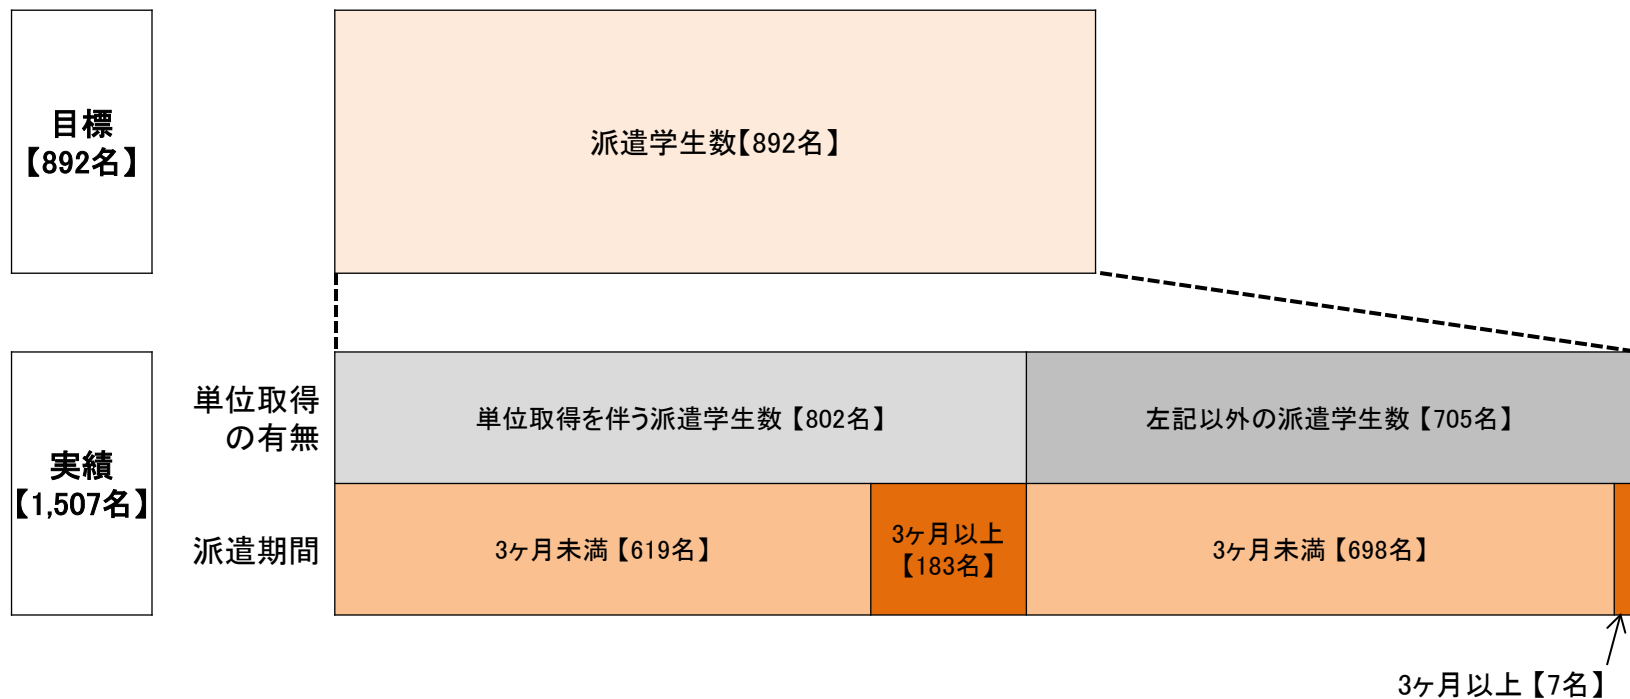 目標
【892名】
派遣学生数【892名】
実績
【1,507名】
単位取得
の有無
単位取得を伴う派遣学生数【802名】
左記以外の派遣学生数【705名】
派遣期間
3ヶ月未満【619名】
3ヶ月以上
【183名】
3ヶ月未満【698名】
3ヶ月以上【7名】